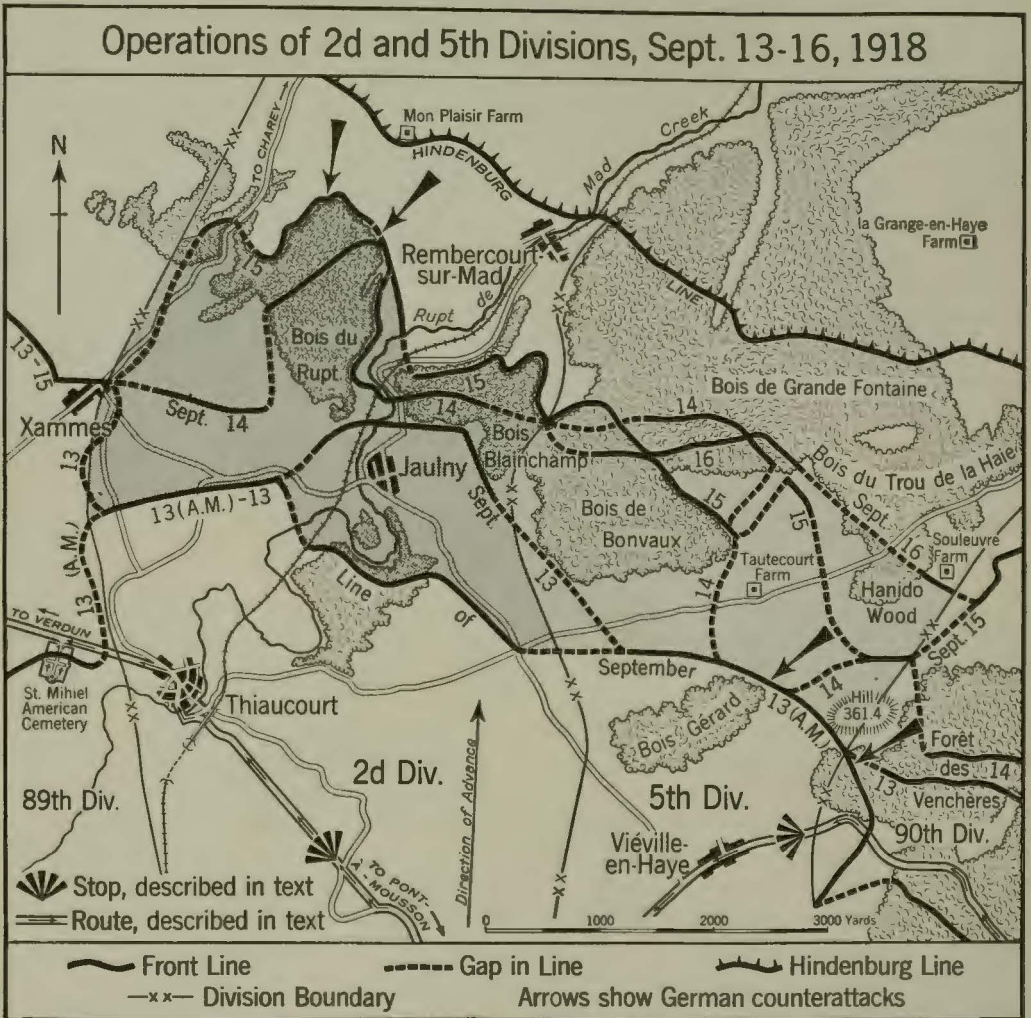 Operations of 2d and 5th Divisions, Sept. 13-16, 1918
N
TO CHAREY
Mon Plaisir Farm
HINDENBURG
LINE
Mad
Creek
la Grange-en-Haye
Farm
Rembercourt-
sur-Mad
Rupt
de
15
Bois du
Rupt
13-15
Xammes
Sept. 14
15
14
14
Bois de Grande Fontaine
Bois
Blainchamp
16
Bois du Trou de la Haie
13
Jaulny
13(A.M.)-13
Sept.
13
Bois de
Bonvaux
15
15
Sept.
16
Souleuvre
Farm
Tautecourt
Farm
Hanido
Wood
14
13 (A.M.)
Line
of
September
13(A.M.)
14
Sept. 15
TO VERDUN
St. Mihiel
American
Cemetery
Thiaucourt
Bois Gérard
Hill
361.4
Forêt
des
14
13
Venchères
89th Div.
2d Div.
5th Div.
90th Div.
Direction of Advance
Viéville-
en-Haye
TO PONT-
À-MOUSSON
Stop, described in text
Route, described in text
0 1000 2000 3000 Yards
Front Line
Gap in Line
Hindenburg Line
—xx— Division Boundary
Arrows show German counterattacks